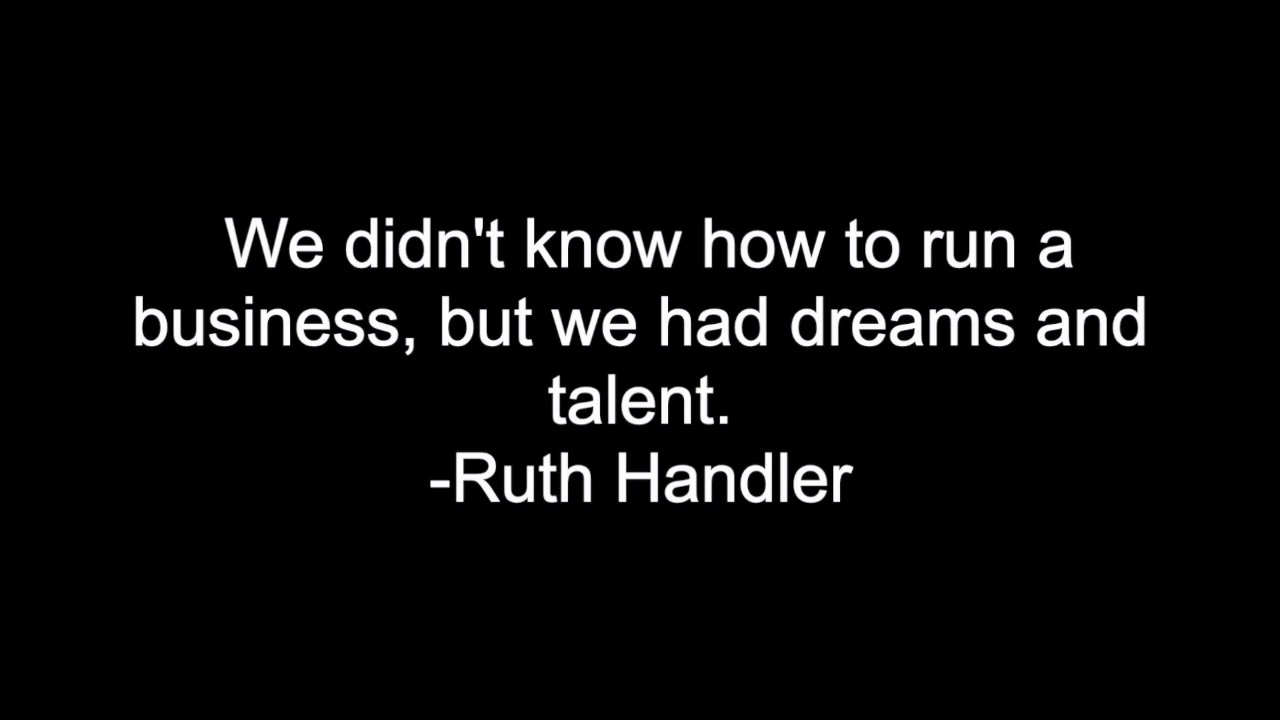 We didn't know how to run a
business, but we had dreams and
talent.
-Ruth Handler